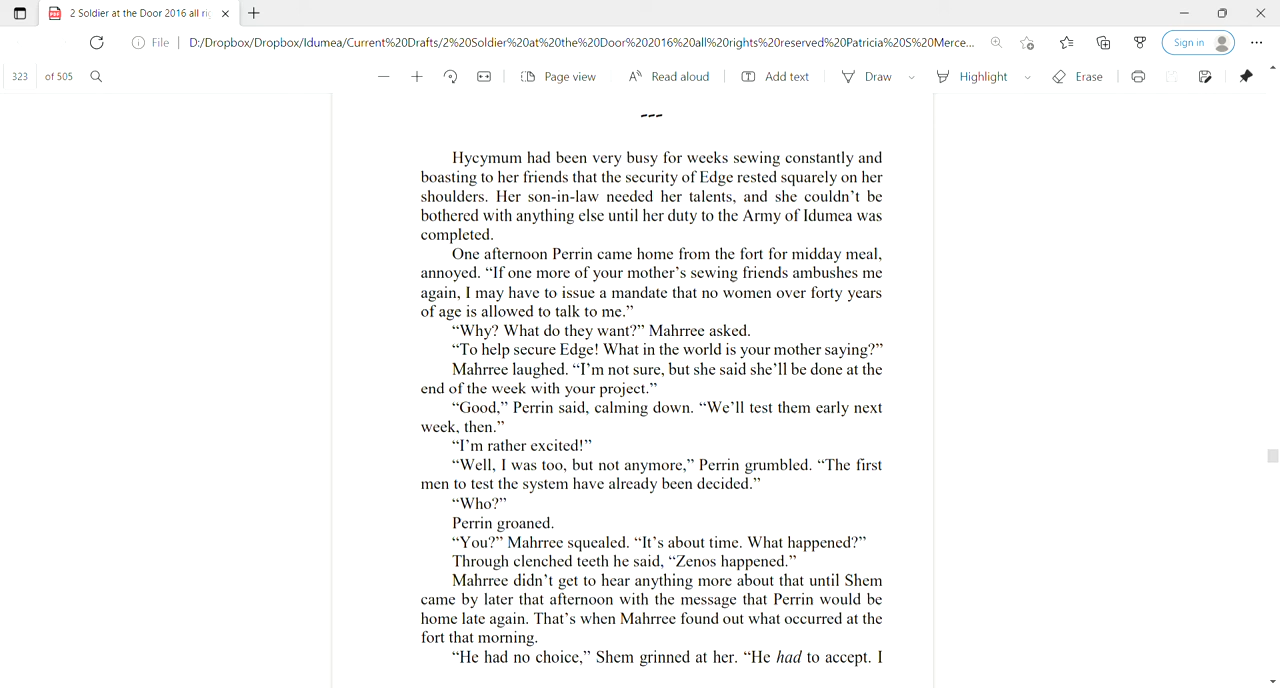 2 Soldier at the Door 2016 all ri
File
D:/Dropbox/Dropbox/Idumea/Current%20Drafts/2%20Soldier%20at%20the%20Door%202016%20all%20rights%20reserved%20Patricia%20S%20Merce...
Sign in
323 of 505
Page view
Read aloud
Add text
Draw
Highlight
Erase
---
Hycymum had been very busy for weeks sewing constantly and
boasting to her friends that the security of Edge rested squarely on her
shoulders. Her son-in-law needed her talents, and she couldn’t be
bothered with anything else until her duty to the Army of Idumea was
completed.
One afternoon Perrin came home from the fort for midday meal,
annoyed. “If one more of your mother’s sewing friends ambushes me
again, I may have to issue a mandate that no women over forty years
of age is allowed to talk to me.”
“Why? What do they want?” Mahrree asked.
“To help secure Edge! What in the world is your mother saying?”
Mahrree laughed. “I’m not sure, but she said she’ll be done at the
end of the week with your project.”
“Good,” Perrin said, calming down. “We’ll test them early next
week, then.”
“I’m rather excited!”
“Well, I was too, but not anymore,” Perrin grumbled. “The first
men to test the system have already been decided.”
“Who?”
Perrin groaned.
“You?” Mahrree squealed. “It’s about time. What happened?”
Through clenched teeth he said, “Zenos happened.”
Mahrree didn’t get to hear anything more about that until Shem
came by later that afternoon with the message that Perrin would be
home late again. That’s when Mahrree found out what occurred at the
fort that morning.
“He had no choice,” Shem grinned at her. “He had to accept. I